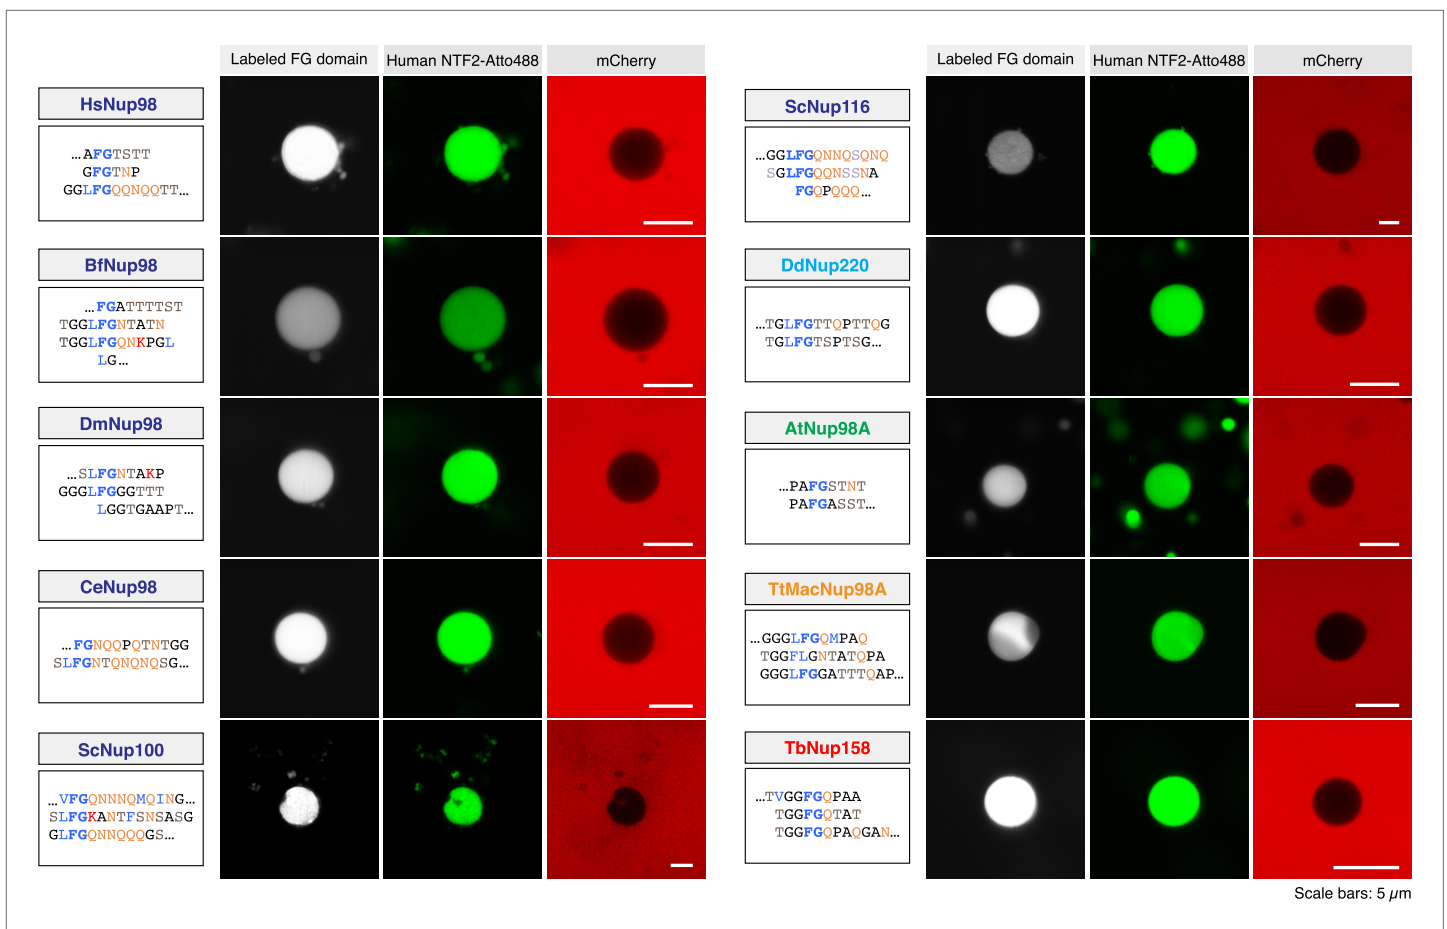 Labeled FG domain
Human NTF2-Atto488
mCherry
HsNup98
...AFGTSTT
GFGTNP
GGLFGQQNQQTT...
BfNup98
...FGATTTTST
TGGLFGNTATN
TGGLFGQNKPGL
LG...
DmNup98
...SLFGNTAKP
GGGLFGGGTTT
LGGTGAAPT...
CeNup98
...FGNQQPQTNTGG
SLFGNTQNQNQSG...
ScNup100
...VFGQNNNQMQING...
SLFGKANTFSNSASG
GLFGQNNQQQGS...
Labeled FG domain
Human NTF2-Atto488
mCherry
ScNup116
...GGLFGQNNQSQNQ
SGLFGQQNSSNA
FGQPQQQ...
DdNup220
...TGLFGTTQPTTQG
TGLFGTSPTSG...
AtNup98A
...PAFGSTNT
PAFGASST...
TtMacNup98A
...GGGLFGQMPAQ
TGGFLGNTATQPA
GGGLFGGATTTQAP...
TbNup158
...TVGGFGQPAA
TGGFGQTAT
TGGFGQPAQGAN...
Scale bars: 5 µm